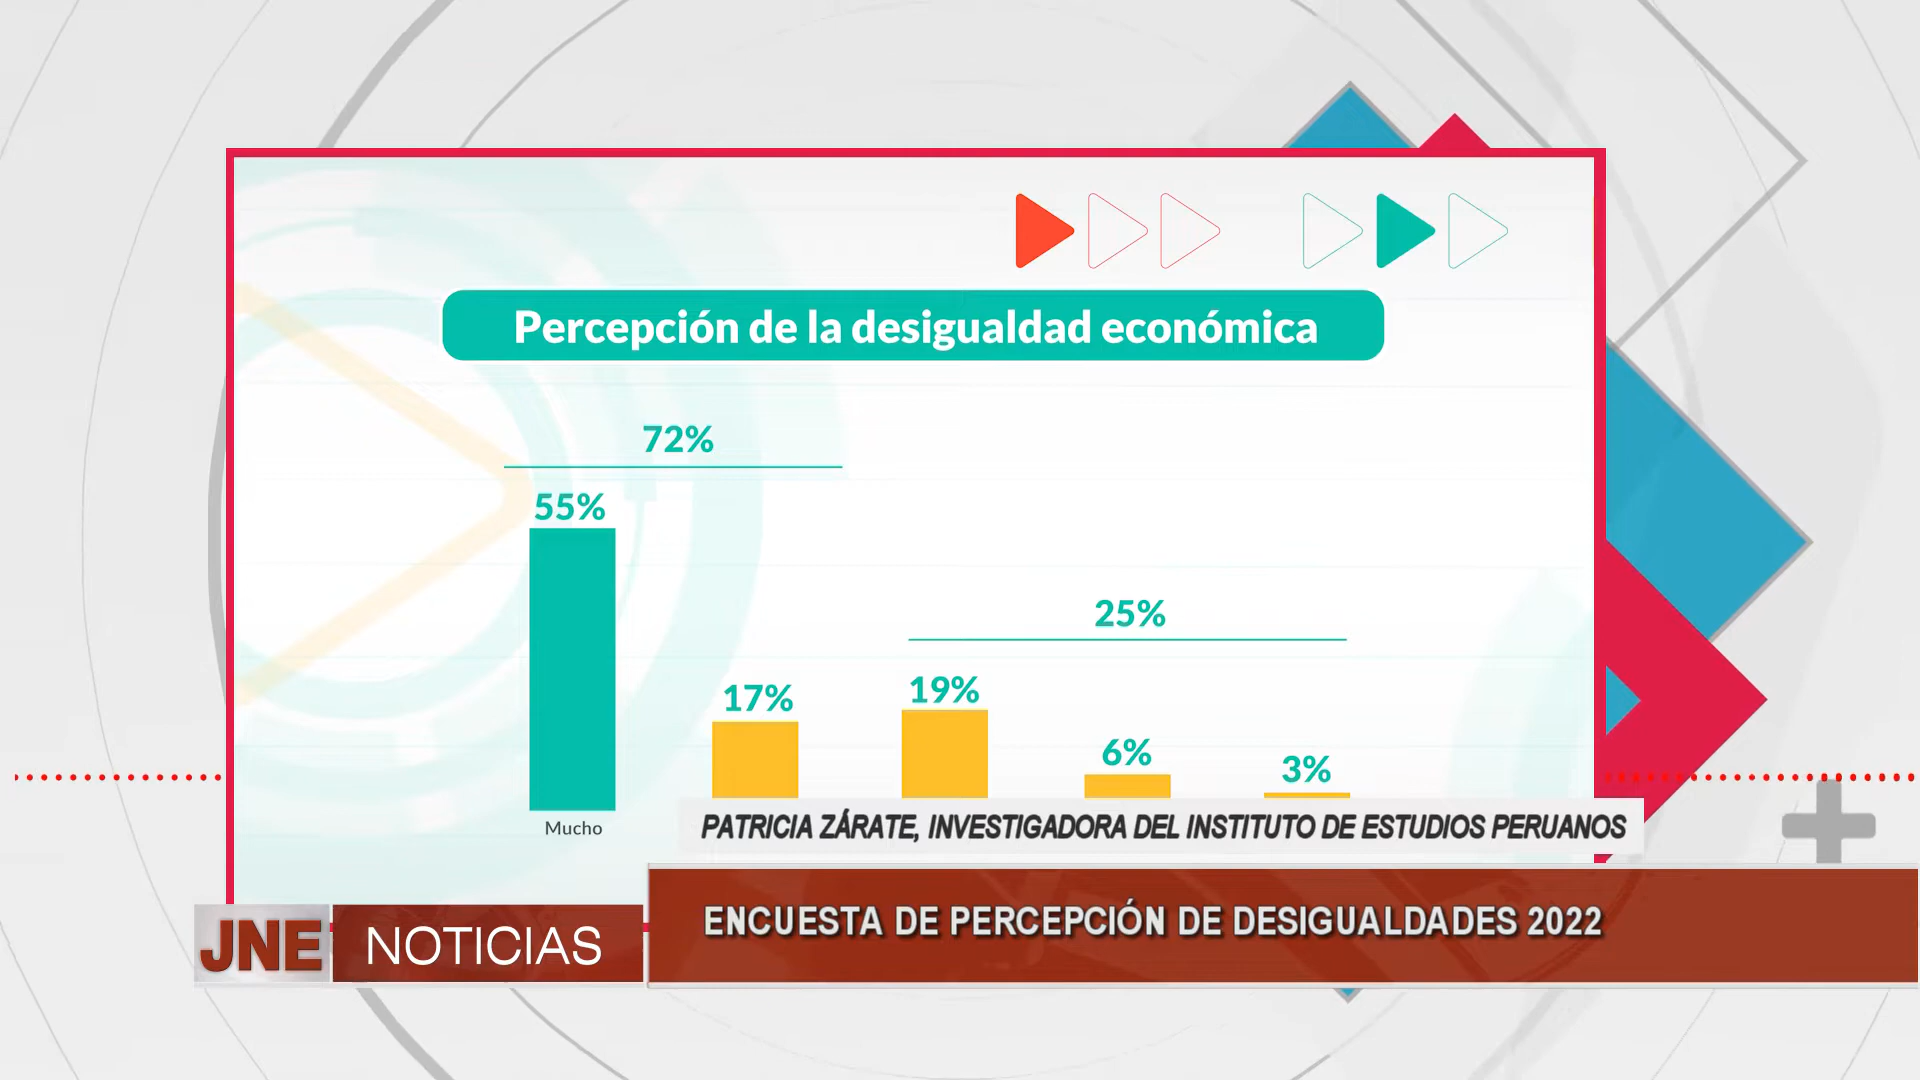 Percepción de la desigualdad económica
72%
55%
25%
17%
19%
6%
3%
Mucho
PATRICIA ZÁRATE, INVESTIGADORA DEL INSTITUTO DE ESTUDIOS PERUANOS
ENCUESTA DE PERCEPCIÓN DE DESIGUALDADES 2022
JNE NOTICIAS